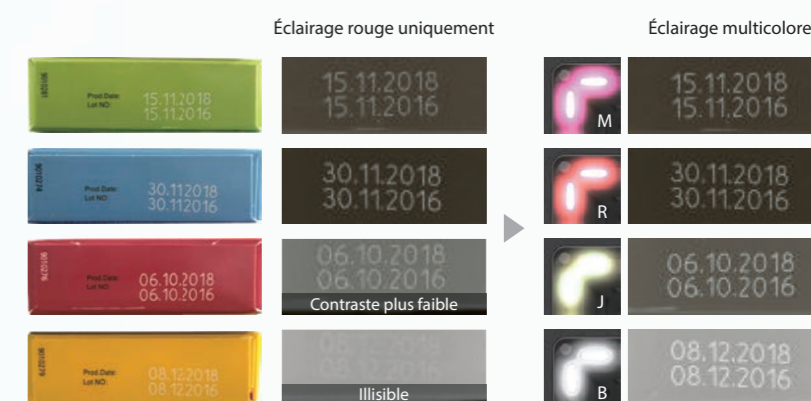 Éclairage rouge uniquement
Éclairage multicolore
9010281
Prod.Date:
Lot NO:
15.11.2018
15.11.2016
15.11.2018
15.11.2016
M
15.11.2018
15.11.2016
9010274
Prod.Date:
Lot NO:
30.11.2018
30.11.2016
30.11.2018
30.11.2016
R
30.11.2018
30.11.2016
9010276
Prod.Date:
Lot NO:
06.10.2018
06.10.2016
06.10.2018
06.10.2016
Contraste plus faible
J
06.10.2018
06.10.2016
9010279
Prod.Date:
Lot NO:
08.12.2018
08.12.2016
Illisible
B
08.12.2018
08.12.2016